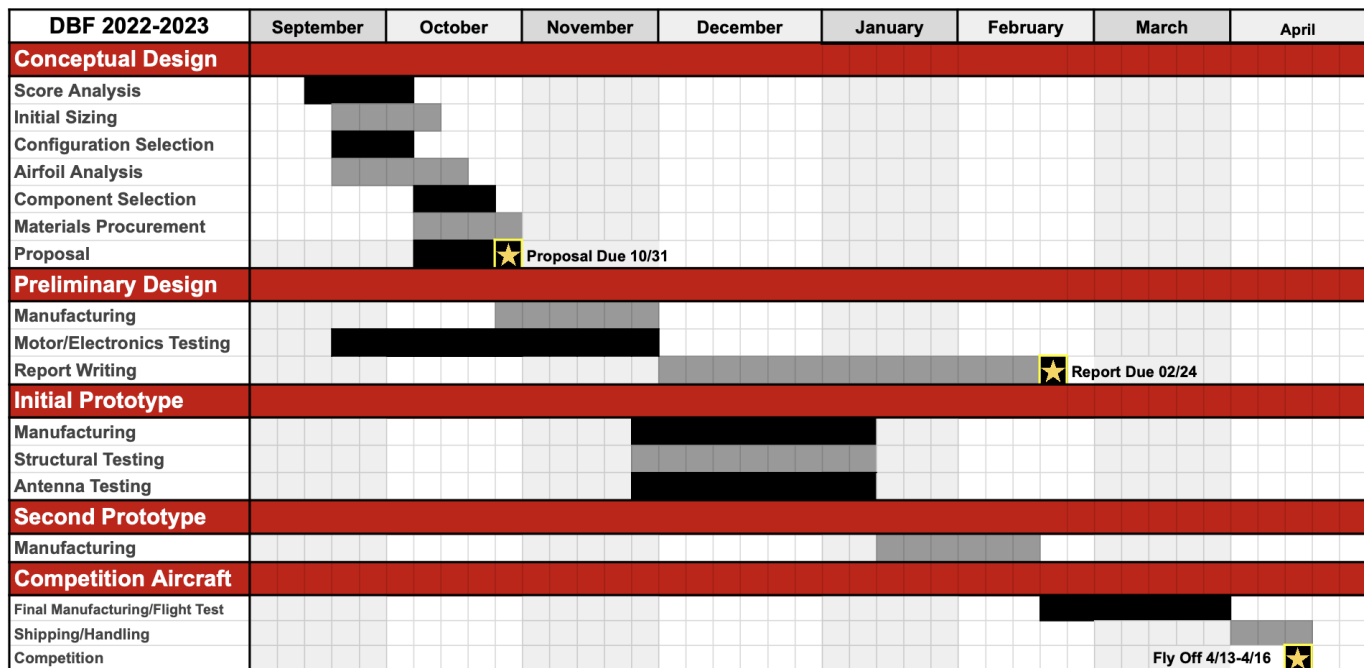 DBF 2022-2023 September October November December January February March April
Conceptual Design
Score Analysis
Initial Sizing
Configuration Selection
Airfoil Analysis
Component Selection
Materials Procurement
Proposal Proposal Due 10/31
Preliminary Design
Manufacturing
Motor/Electronics Testing
Report Writing Report Due 02/24
Initial Prototype
Manufacturing
Structural Testing
Antenna Testing
Second Prototype
Manufacturing
Competition Aircraft
Final Manufacturing/Flight Test
Shipping/Handling
Competition Fly Off 4/13-4/16